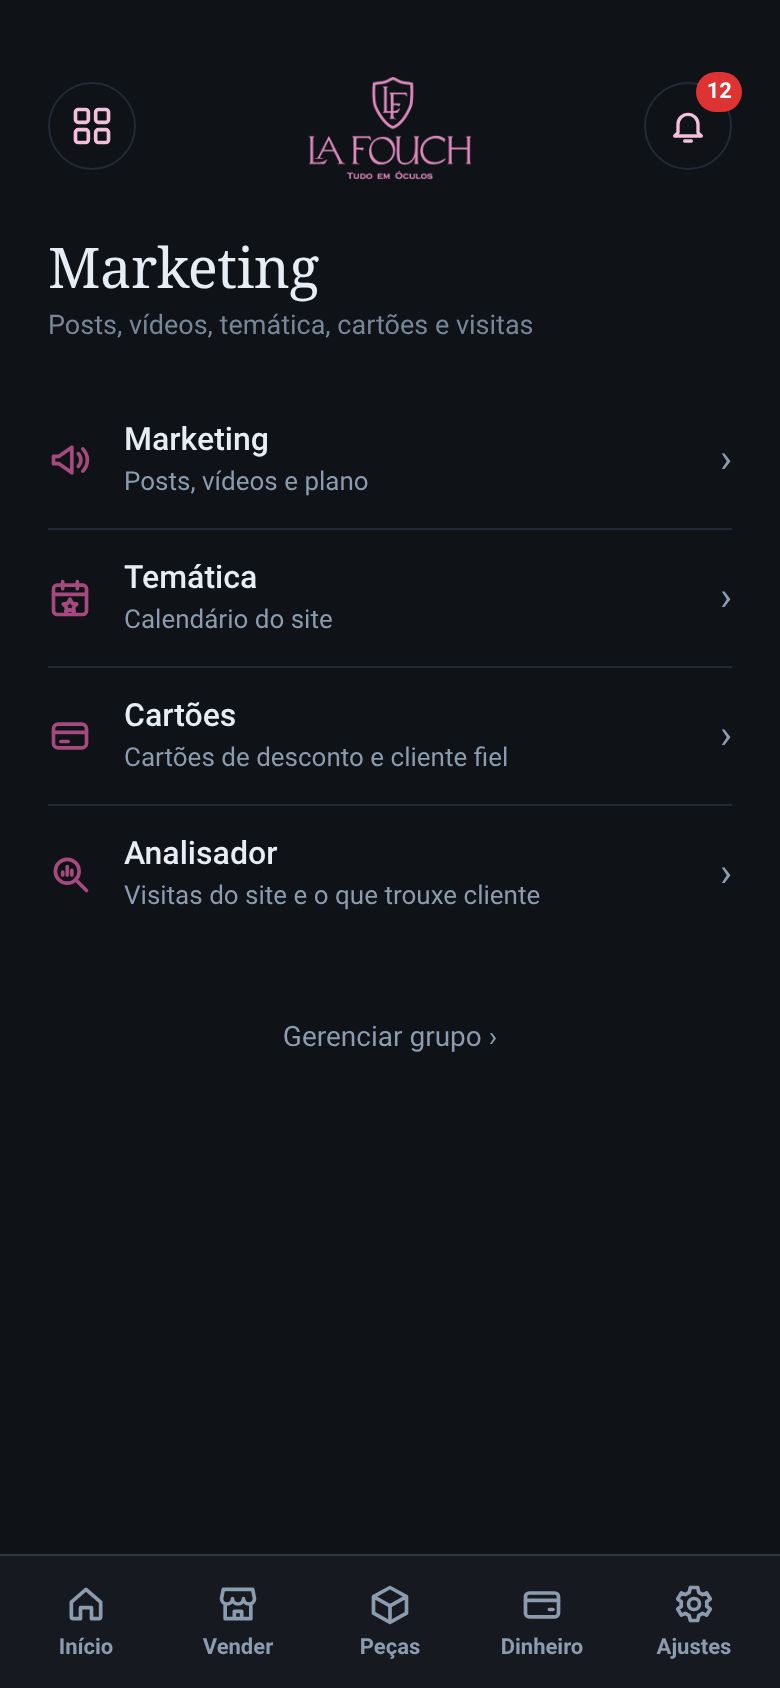 12
LF
LA FOUCH
Tudo em Óculos
Marketing
Posts, vídeos, temática, cartões e visitas
Marketing
Posts, vídeos e plano
›
Temática
Calendário do site
›
Cartões
Cartões de desconto e cliente fiel
›
Analisador
Visitas do site e o que trouxe cliente
›
Gerenciar grupo ›
Início
Vender
Peças
Dinheiro
Ajustes